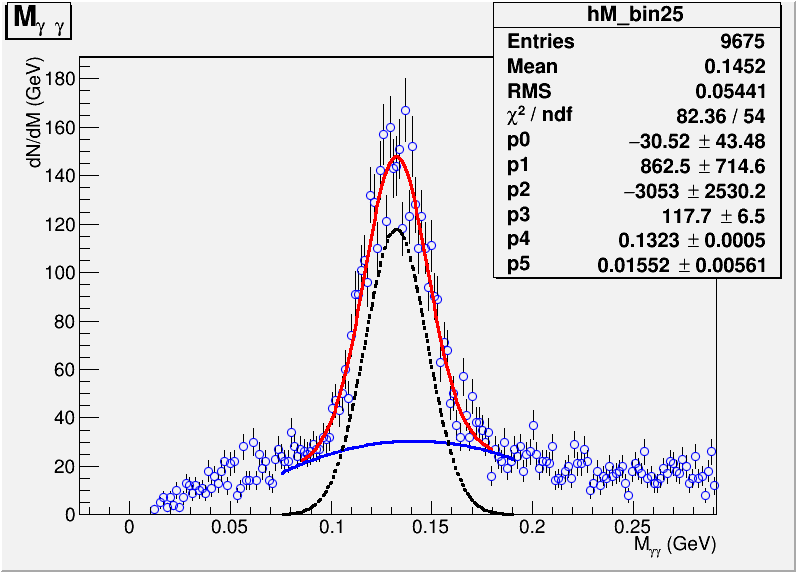 M γ γ
hM_bin25
Entries 9675
Mean 0.1452
RMS 0.05441
χ² / ndf 82.36 / 54
p0 −30.52 ± 43.48
p1 862.5 ± 714.6
p2 −3053 ± 2530.2
p3 117.7 ± 6.5
p4 0.1323 ± 0.0005
p5 0.01552 ± 0.00561
dN/dM (GeV)
180
160
140
120
100
80
60
40
20
0
0 0.05 0.1 0.15 0.2 0.25
Mγγ (GeV)